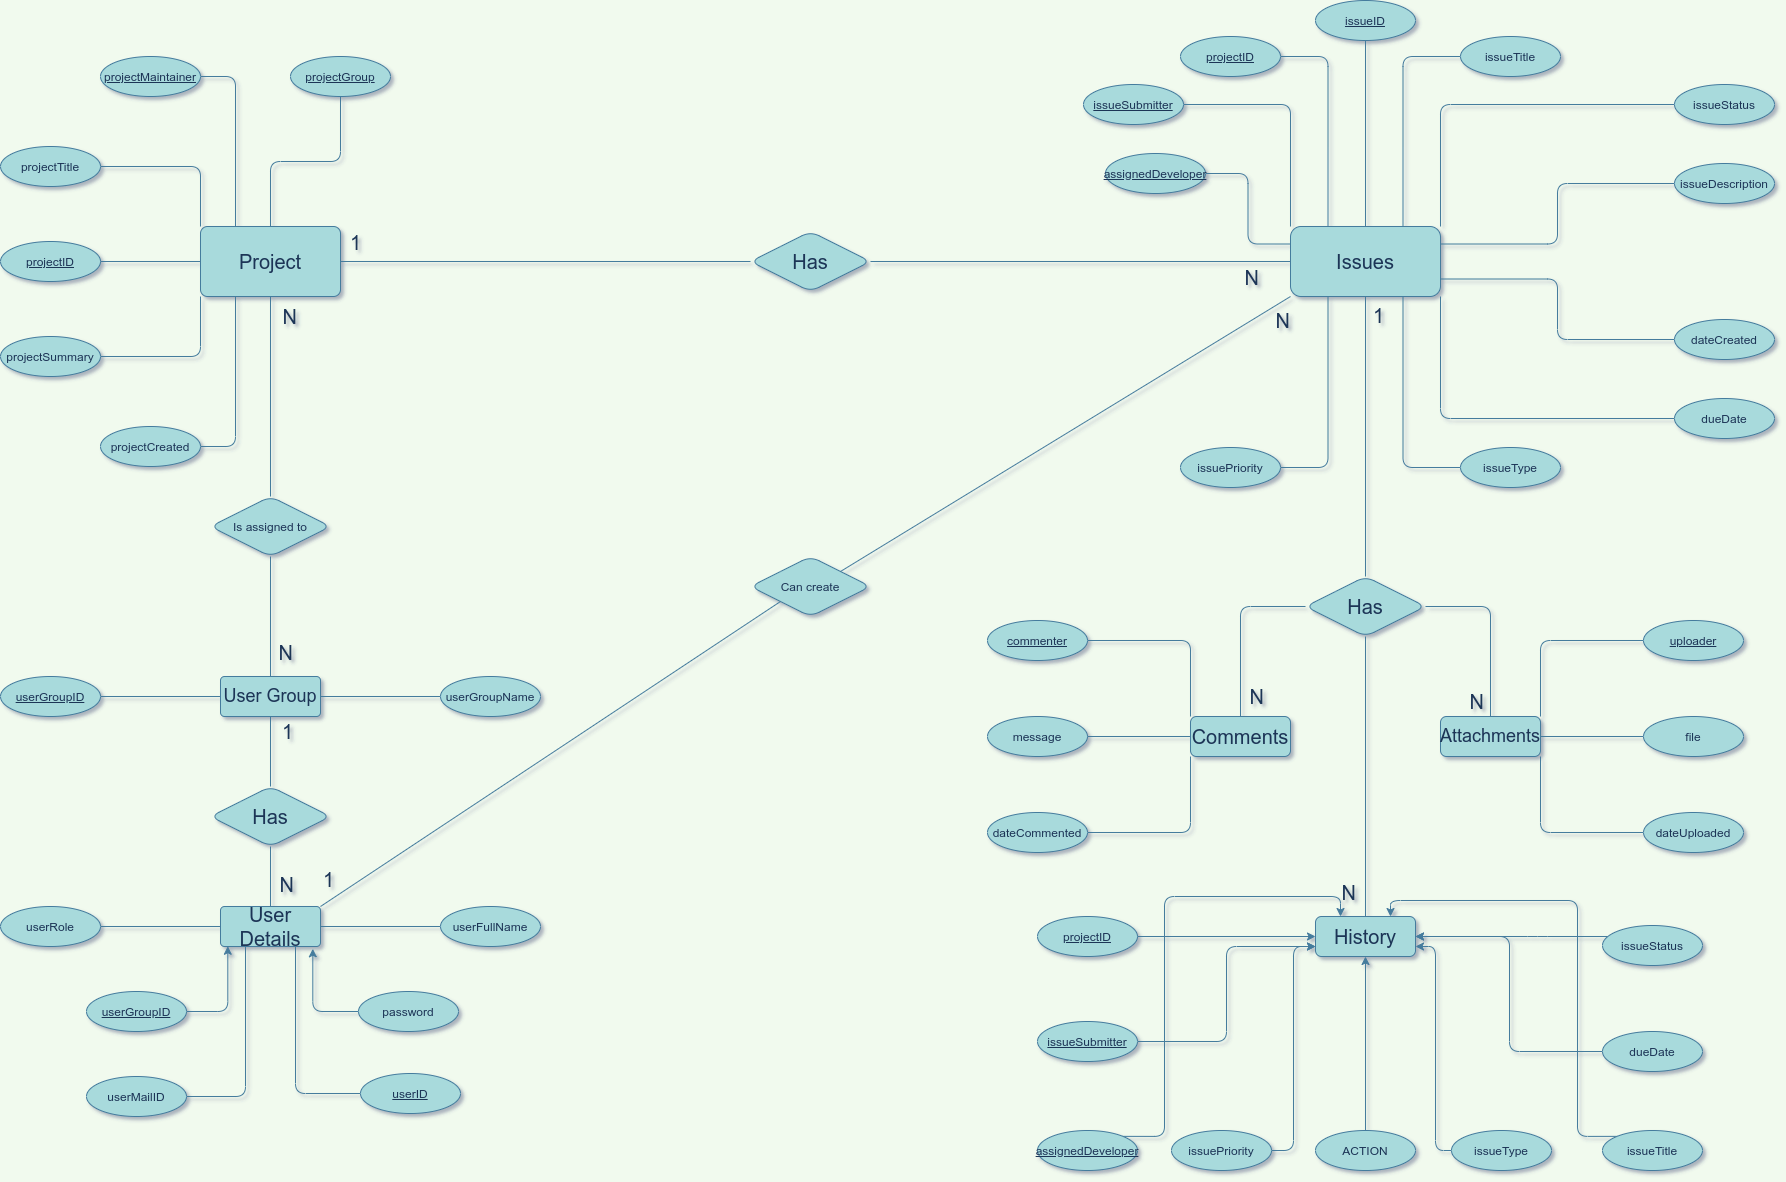 issueID
projectID
issueTitle
projectMaintainer
projectGroup
issueSubmitter
issueStatus
projectTitle
assignedDeveloper
issueDescription
1
projectID
Project
Has
Issues
N
N
N
1
dateCreated
projectSummary
dueDate
projectCreated
issuePriority
issueType
Is assigned to
Can create
Has
commenter
uploader
N
userGroupID
User Group
userGroupName
N
N
1
message
Comments
Attachments
file
Has
dateCommented
dateUploaded
N
1
N
userRole
User
Details
userFullName
projectID
History
issueStatus
userGroupID
password
issueSubmitter
dueDate
userMailID
userID
assignedDeveloper
issuePriority
ACTION
issueType
issueTitle